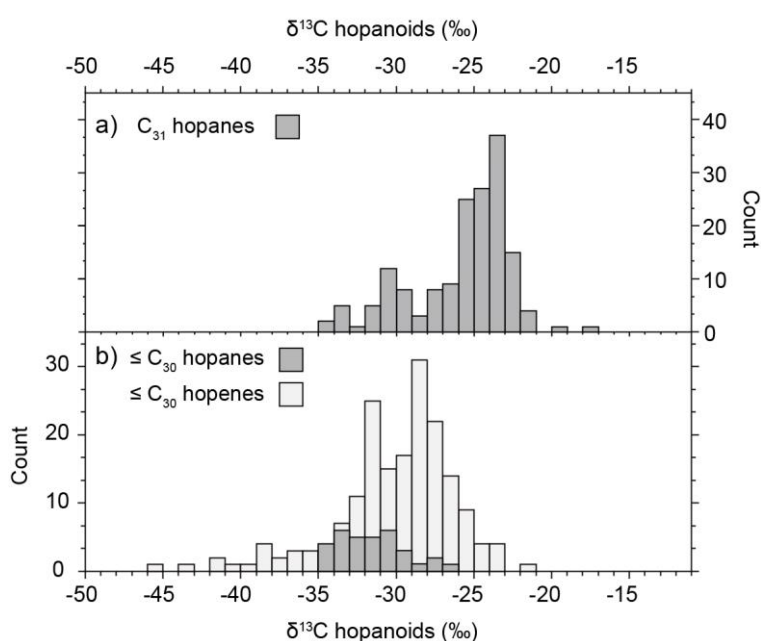 δ¹³C hopanoids (‰)
-50 -45 -40 -35 -30 -25 -20 -15
a) C₃₁ hopanes
40
30
20
10
0
Count
b) ≤ C₃₀ hopanes
≤ C₃₀ hopenes
30
20
10
0
Count
-50 -45 -40 -35 -30 -25 -20 -15
δ¹³C hopanoids (‰)